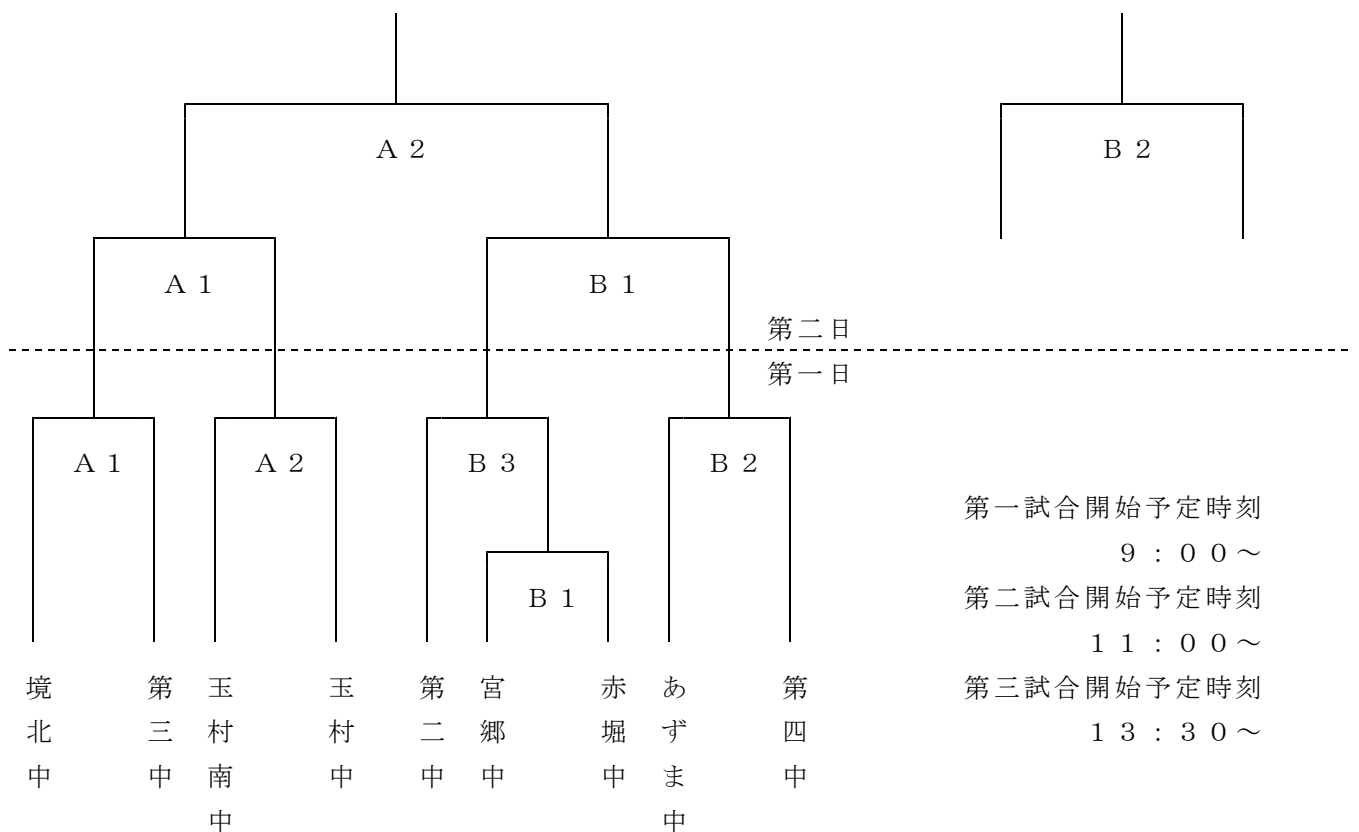 A 2
B 2
A 1
B 1
第二日
第一日
A 1
A 2
B 3
B 2
B 1
第一試合開始予定時刻
9：00～
第二試合開始予定時刻
11：00～
第三試合開始予定時刻
13：30～
境北中
第三中
玉村南中
玉村中
第二中
宮郷中
赤堀中
あずま中
第四中